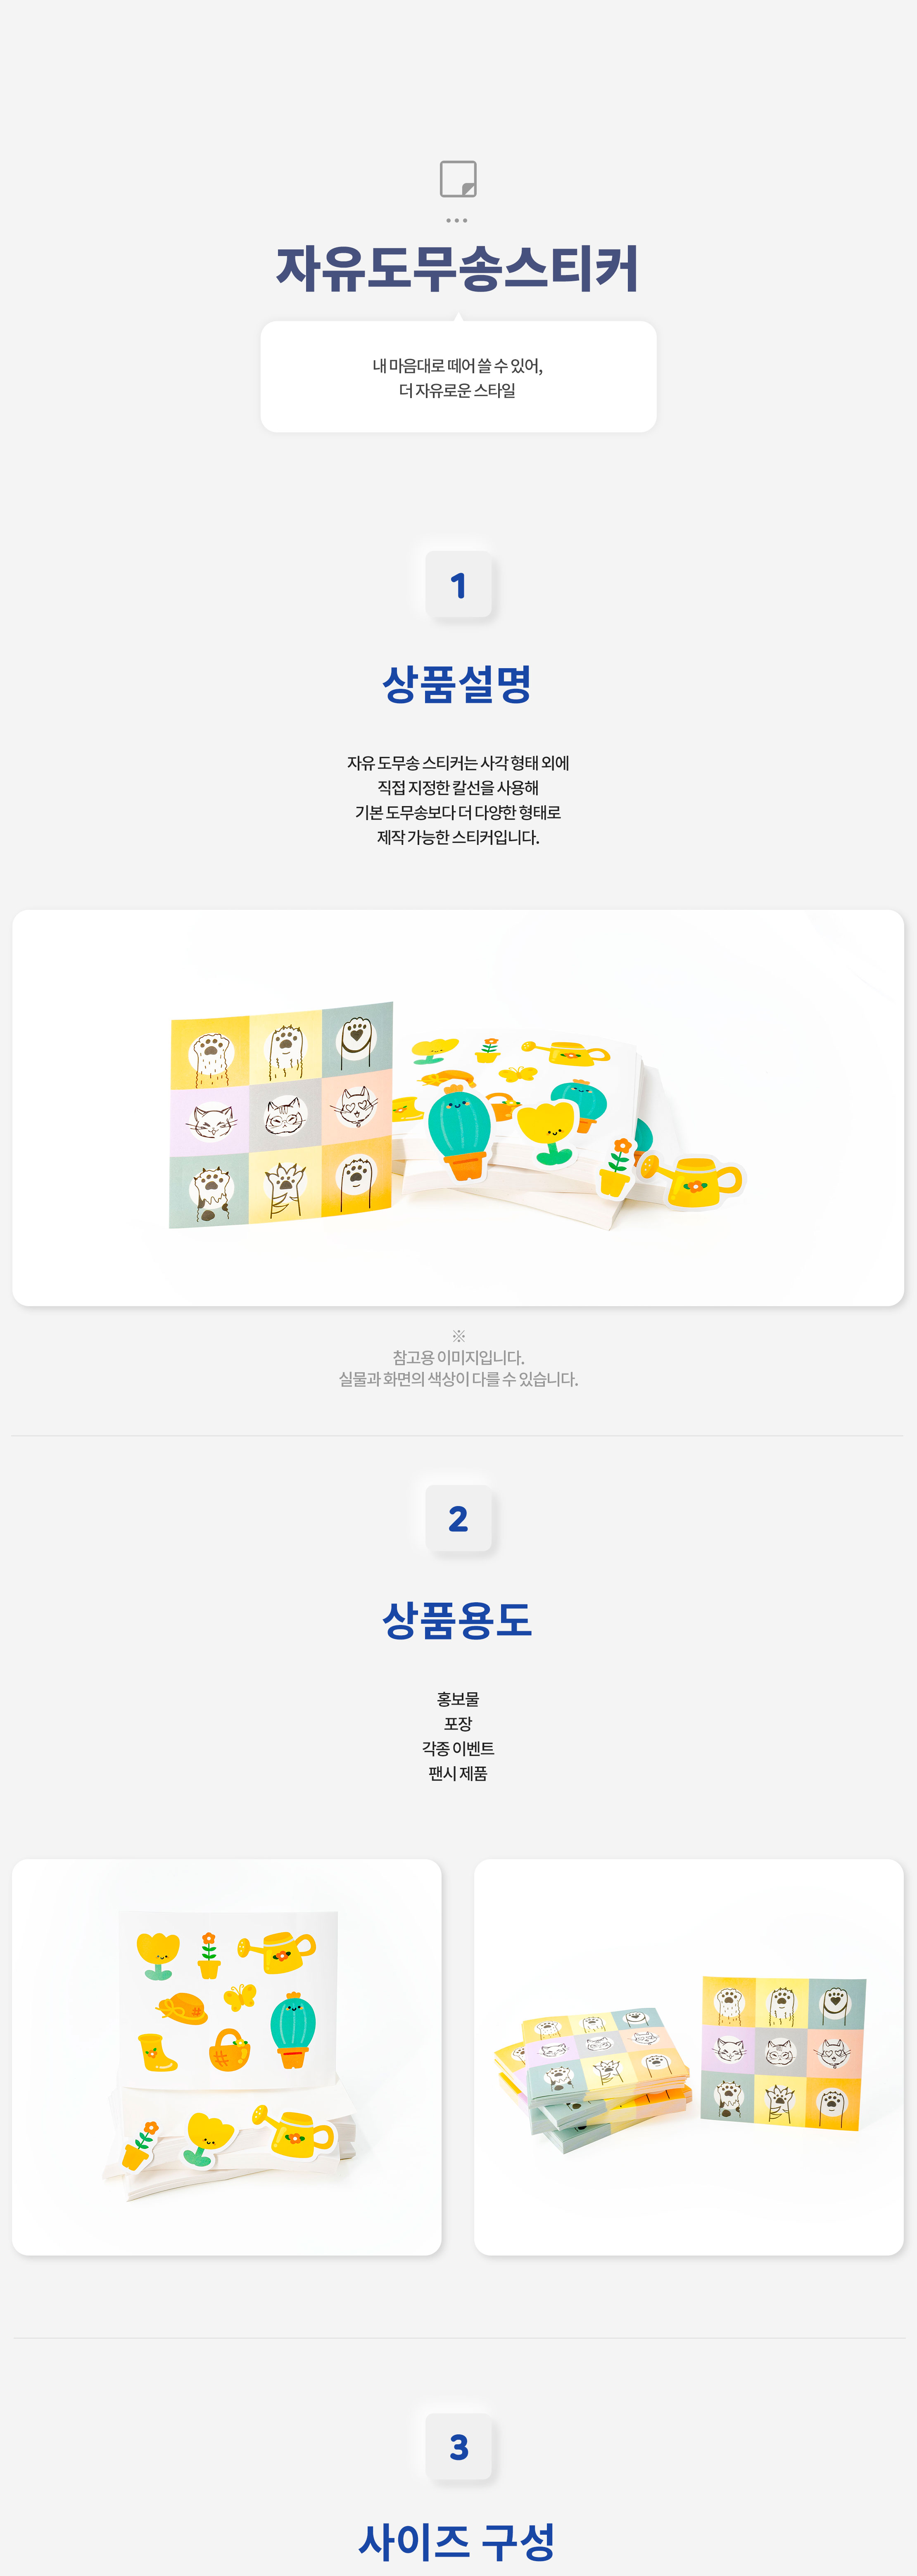 자유도무송스티커
내 마음대로 떼어 쓸 수 있어,
더 자유로운 스타일
1
상품설명
자유 도무송 스티커는 사각 형태 외에
직접 지정한 칼선을 사용해
기본 도무송보다 더 다양한 형태로
제작 가능한 스티커입니다.
※
참고용 이미지입니다.
실물과 화면의 색상이 다를 수 있습니다.
2
상품용도
홍보물
포장
각종 이벤트
팬시 제품
3
사이즈 구성